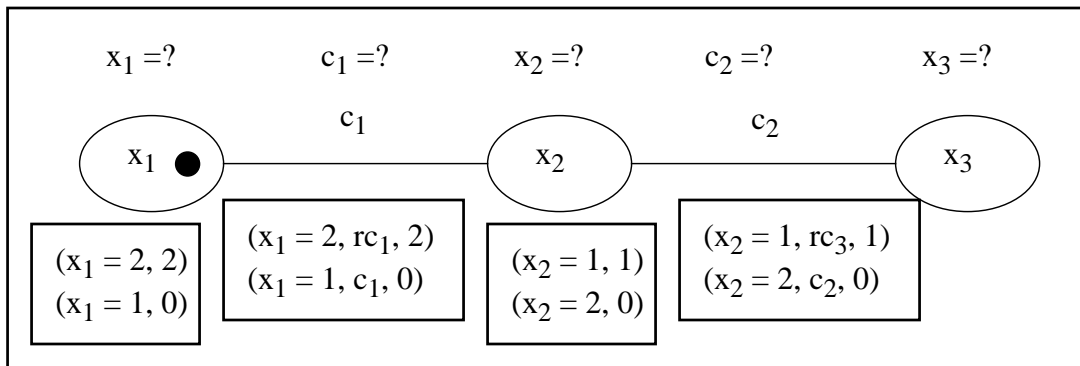 x1 =? c1 =? x2 =? c2 =? x3 =?
c1 c2
x1 x2 x3
(x1 = 2, 2)
(x1 = 1, 0)
(x1 = 2, rc1, 2)
(x1 = 1, c1, 0)
(x2 = 1, 1)
(x2 = 2, 0)
(x2 = 1, rc3, 1)
(x2 = 2, c2, 0)